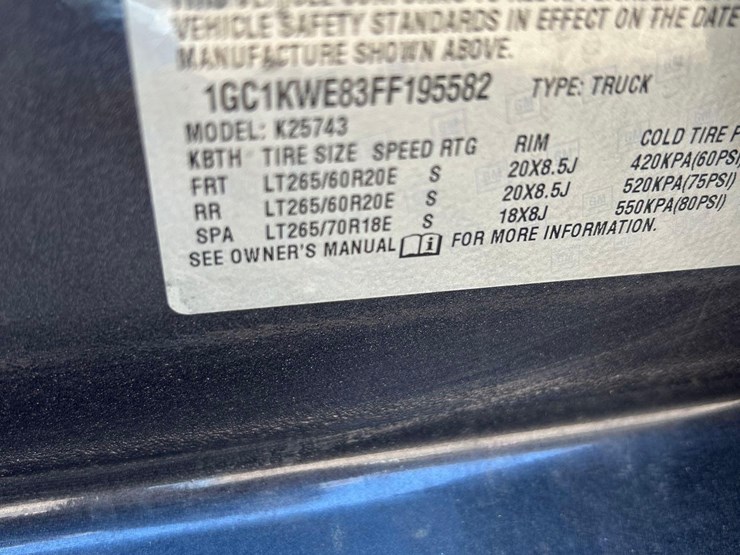 VEHICLE SAFETY STANDARDS IN EFFECT ON THE DATE
MANUFACTURE SHOWN ABOVE.
1GC1KWE83FF195582 TYPE: TRUCK
MODEL: K25743
KBTH TIRE SIZE SPEED RTG RIM COLD TIRE P
FRT LT265/60R20E S 20X8.5J 420KPA(60PSI)
RR LT265/60R20E S 20X8.5J 520KPA(75PSI)
SPA LT265/70R18E S 18X8J 550KPA(80PSI)
SEE OWNER'S MANUAL i FOR MORE INFORMATION.